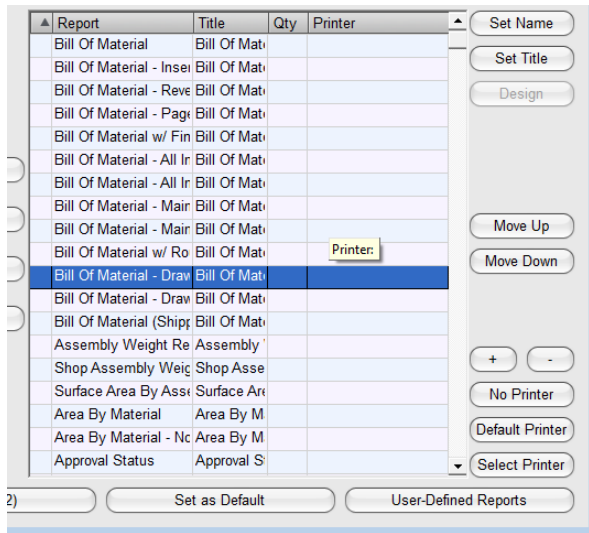 Report Title Qty Printer
Bill Of Material Bill Of Mat
Bill Of Material - Inser Bill Of Mat
Bill Of Material - Reve Bill Of Mat
Bill Of Material - Page Bill Of Mat
Bill Of Material w/ Fin Bill Of Mat
Bill Of Material - All In Bill Of Mat
Bill Of Material - All In Bill Of Mat
Bill Of Material - Main Bill Of Mat
Bill Of Material - Main Bill Of Mat
Bill Of Material w/ Ro Bill Of Mat
Printer:
Bill Of Material - Draw Bill Of Mat
Bill Of Material - Draw Bill Of Mat
Bill Of Material (Shipp Bill Of Mat
Assembly Weight Re Assembly
Shop Assembly Weig Shop Asse
Surface Area By Asse Surface Are
Area By Material Area By M
Area By Material - No Area By M
Approval Status Approval S
Set Name
Set Title
Design
Move Up
Move Down
+ -
No Printer
Default Printer
Select Printer
2) Set as Default User-Defined Reports